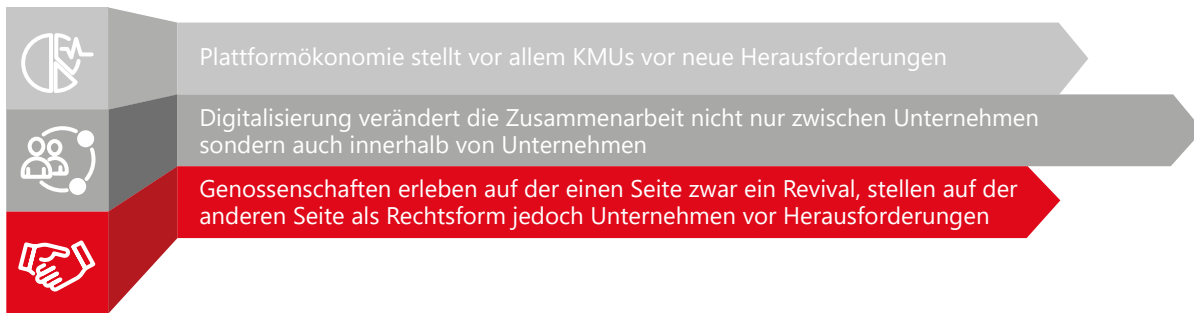 Plattformökonomie stellt vor allem KMUs vor neue Herausforderungen
Digitalisierung verändert die Zusammenarbeit nicht nur zwischen Unternehmen
sondern auch innerhalb von Unternehmen
Genossenschaften erleben auf der einen Seite zwar ein Revival, stellen auf der
anderen Seite als Rechtsform jedoch Unternehmen vor Herausforderungen